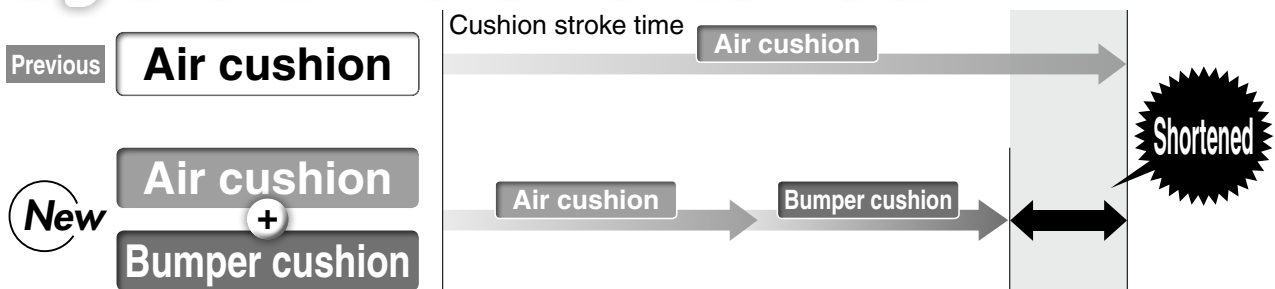 Cushion stroke time
Previous
Air cushion
Air cushion
Shortened
New
Air cushion
+
Bumper cushion
Air cushion
Bumper cushion